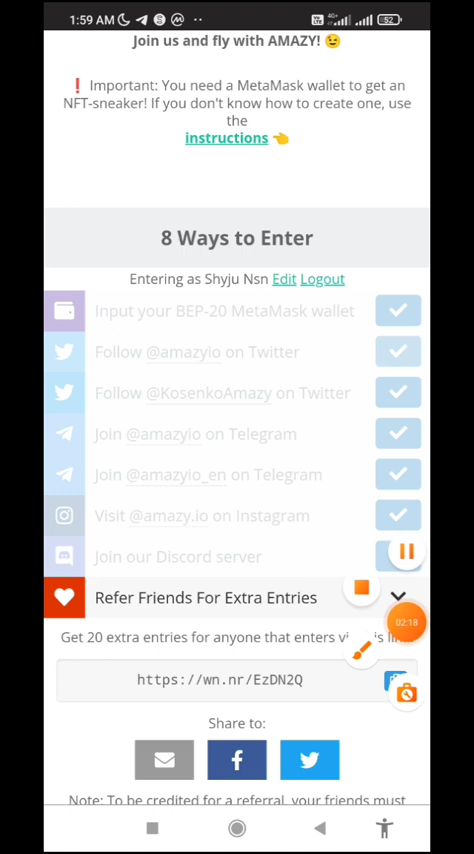 1:59 AM
4G+
52
Join us and fly with AMAZY! 😉
❗ Important: You need a MetaMask wallet to get an
NFT-sneaker! If you don't know how to create one, use
the
instructions 👈
8 Ways to Enter
Entering as Shyju Nsn Edit Logout
Input your BEP-20 MetaMask wallet
Follow @amazyio on Twitter
Follow @KosenkoAmazy on Twitter
Join @amazyio on Telegram
Join @amazyio_en on Telegram
Visit @amazy.io on Instagram
Join our Discord server
Refer Friends For Extra Entries
02:18
Get 20 extra entries for anyone that enters
https://wn.nr/EzDN2Q
Share to:
Note: To be credited for a referral, your friends must